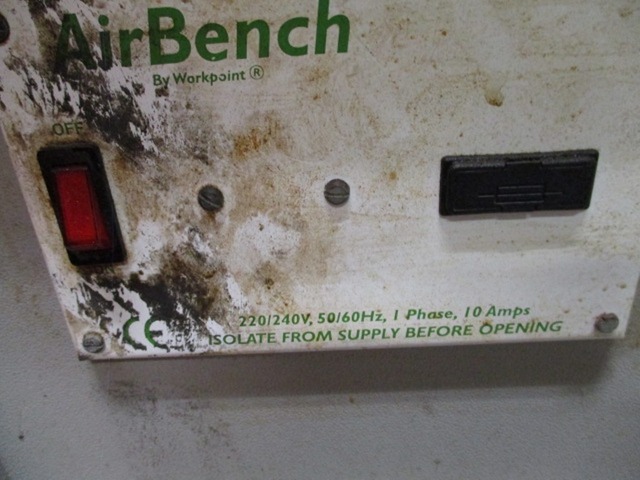 AirBench
By Workpoint ®
OFF
220/240V, 50/60Hz, 1 Phase, 10 Amps
CE
ISOLATE FROM SUPPLY BEFORE OPENING